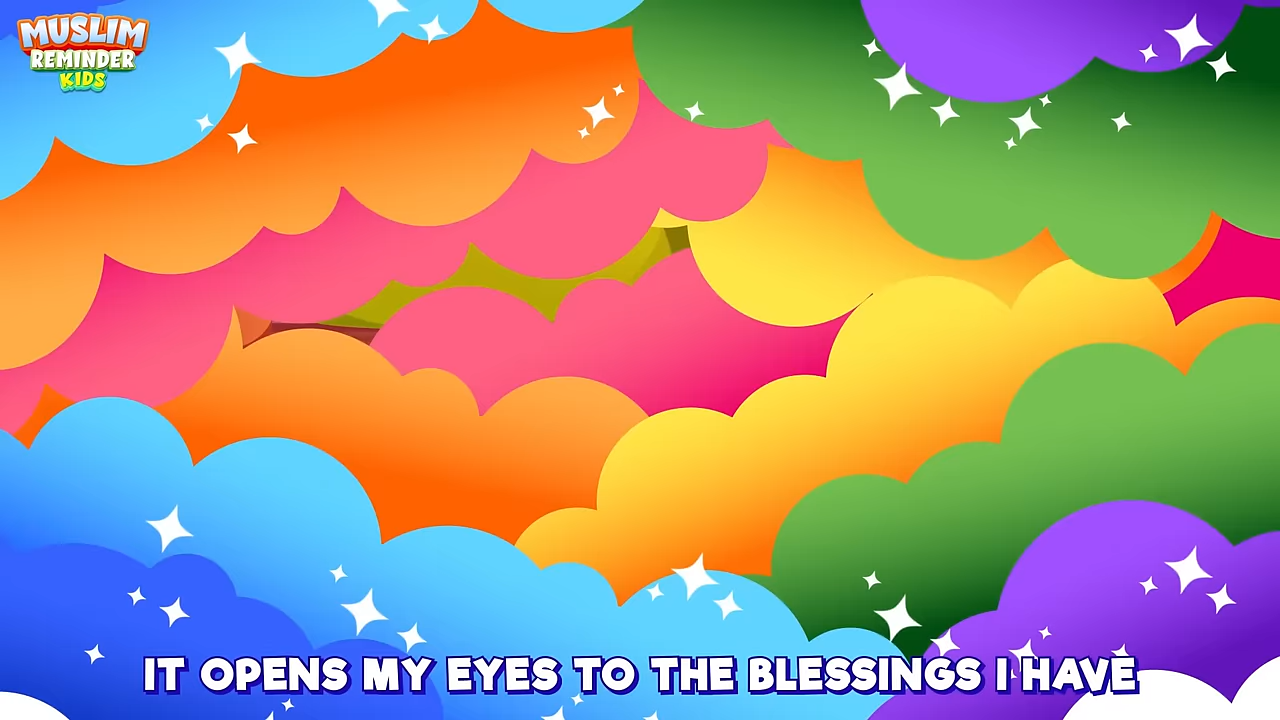 MUSLIM
REMINDER
KIDS
IT OPENS MY EYES TO THE BLESSINGS I HAVE